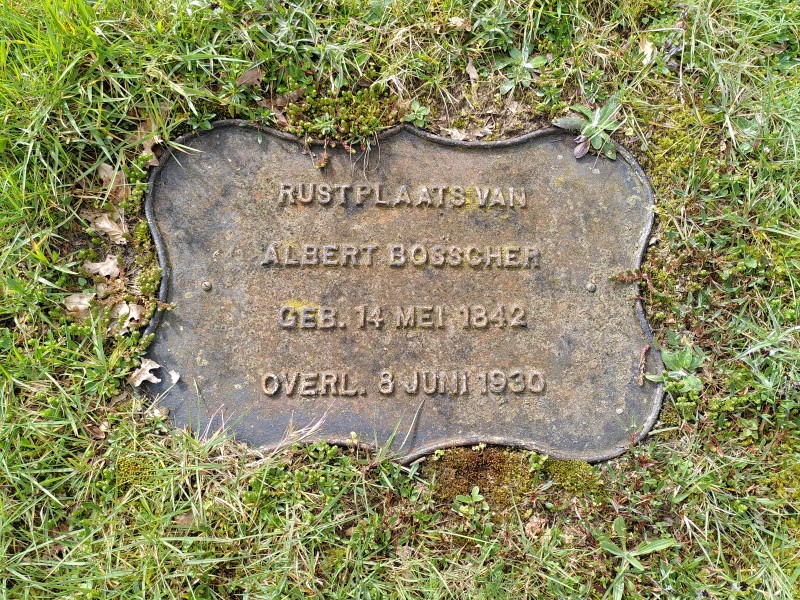 RUSTPLAATS VAN
ALBERT BOSSCHER
GEB. 14 MEI 1842
OVERL. 8 JUNI 1930